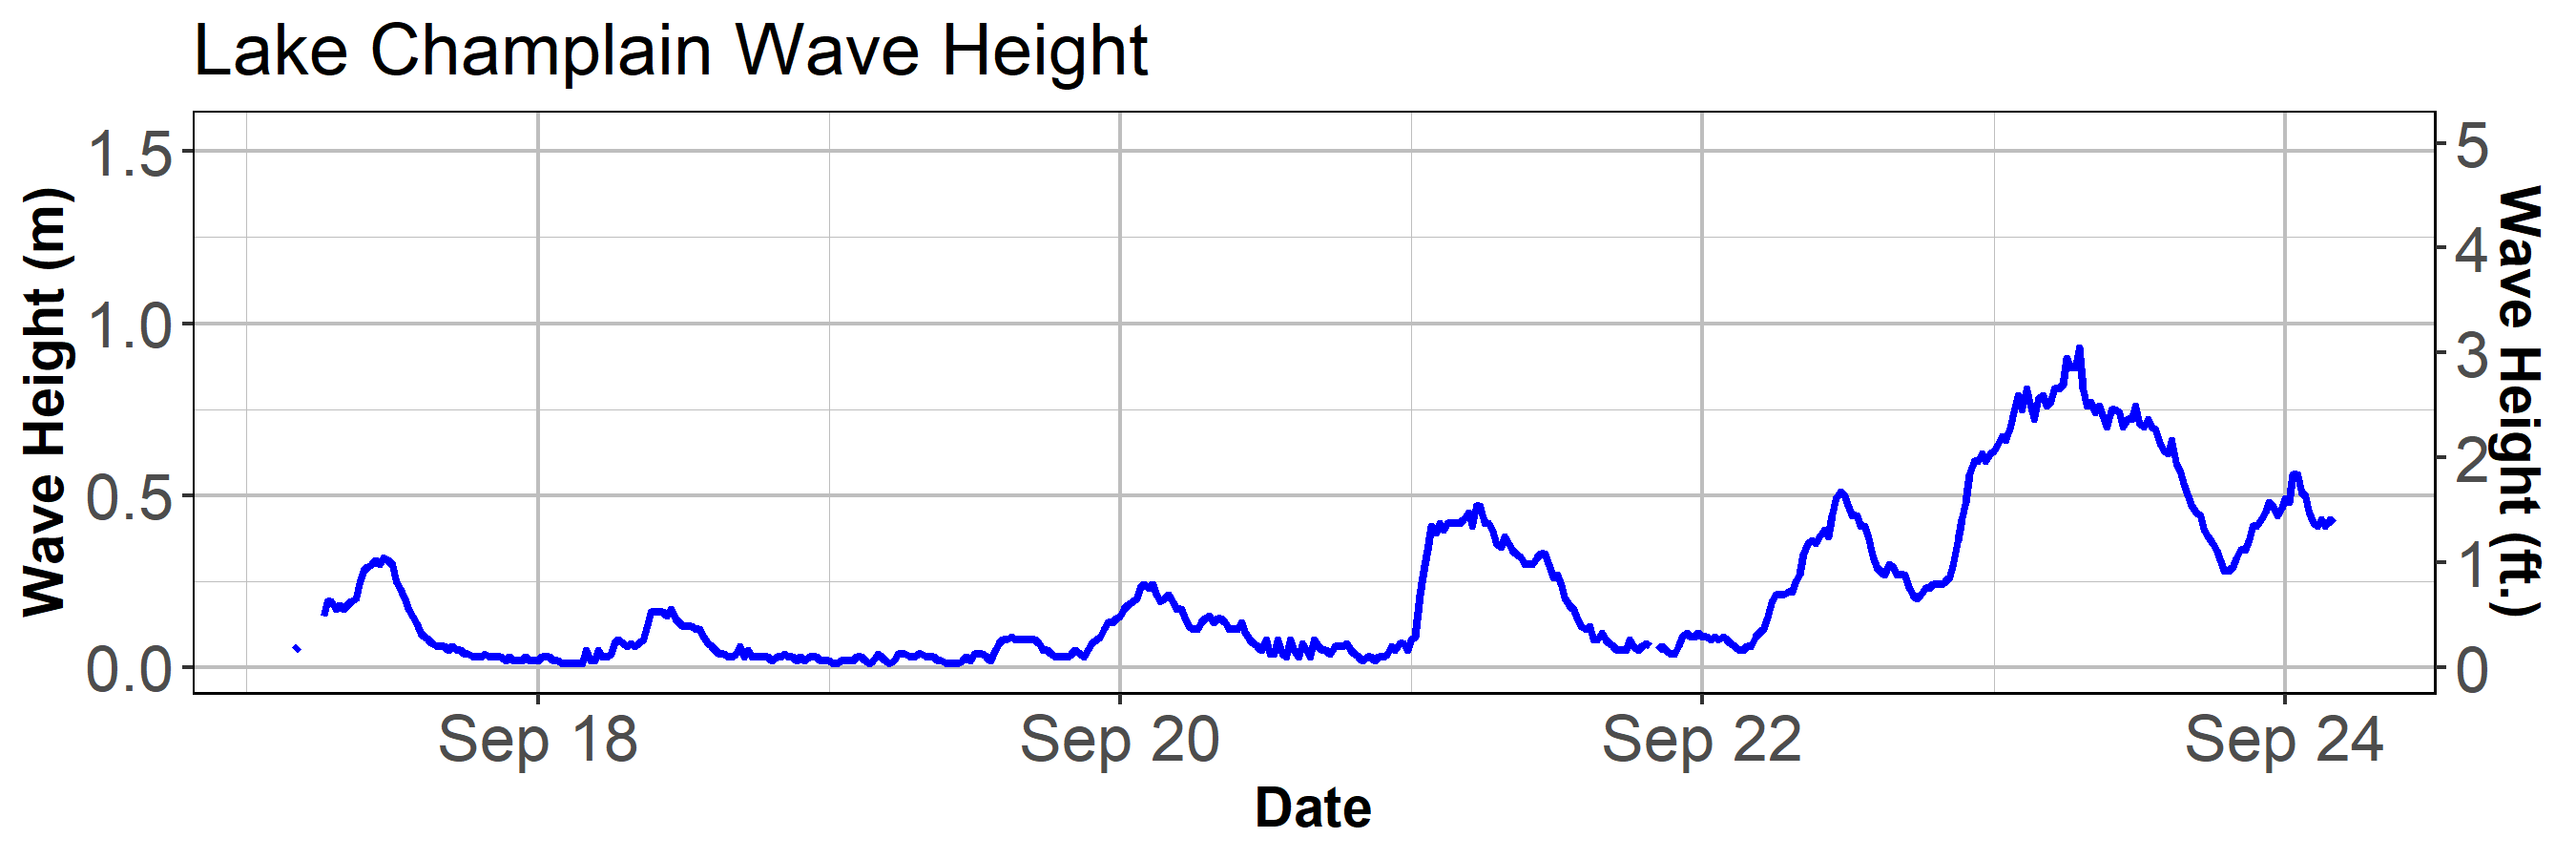 Lake Champlain Wave Height
Wave Height (m)
1.5
1.0
0.5
0.0
5
4
3
2
1
0
Wave Height (ft.)
Sep 18
Sep 20
Sep 22
Sep 24
Date